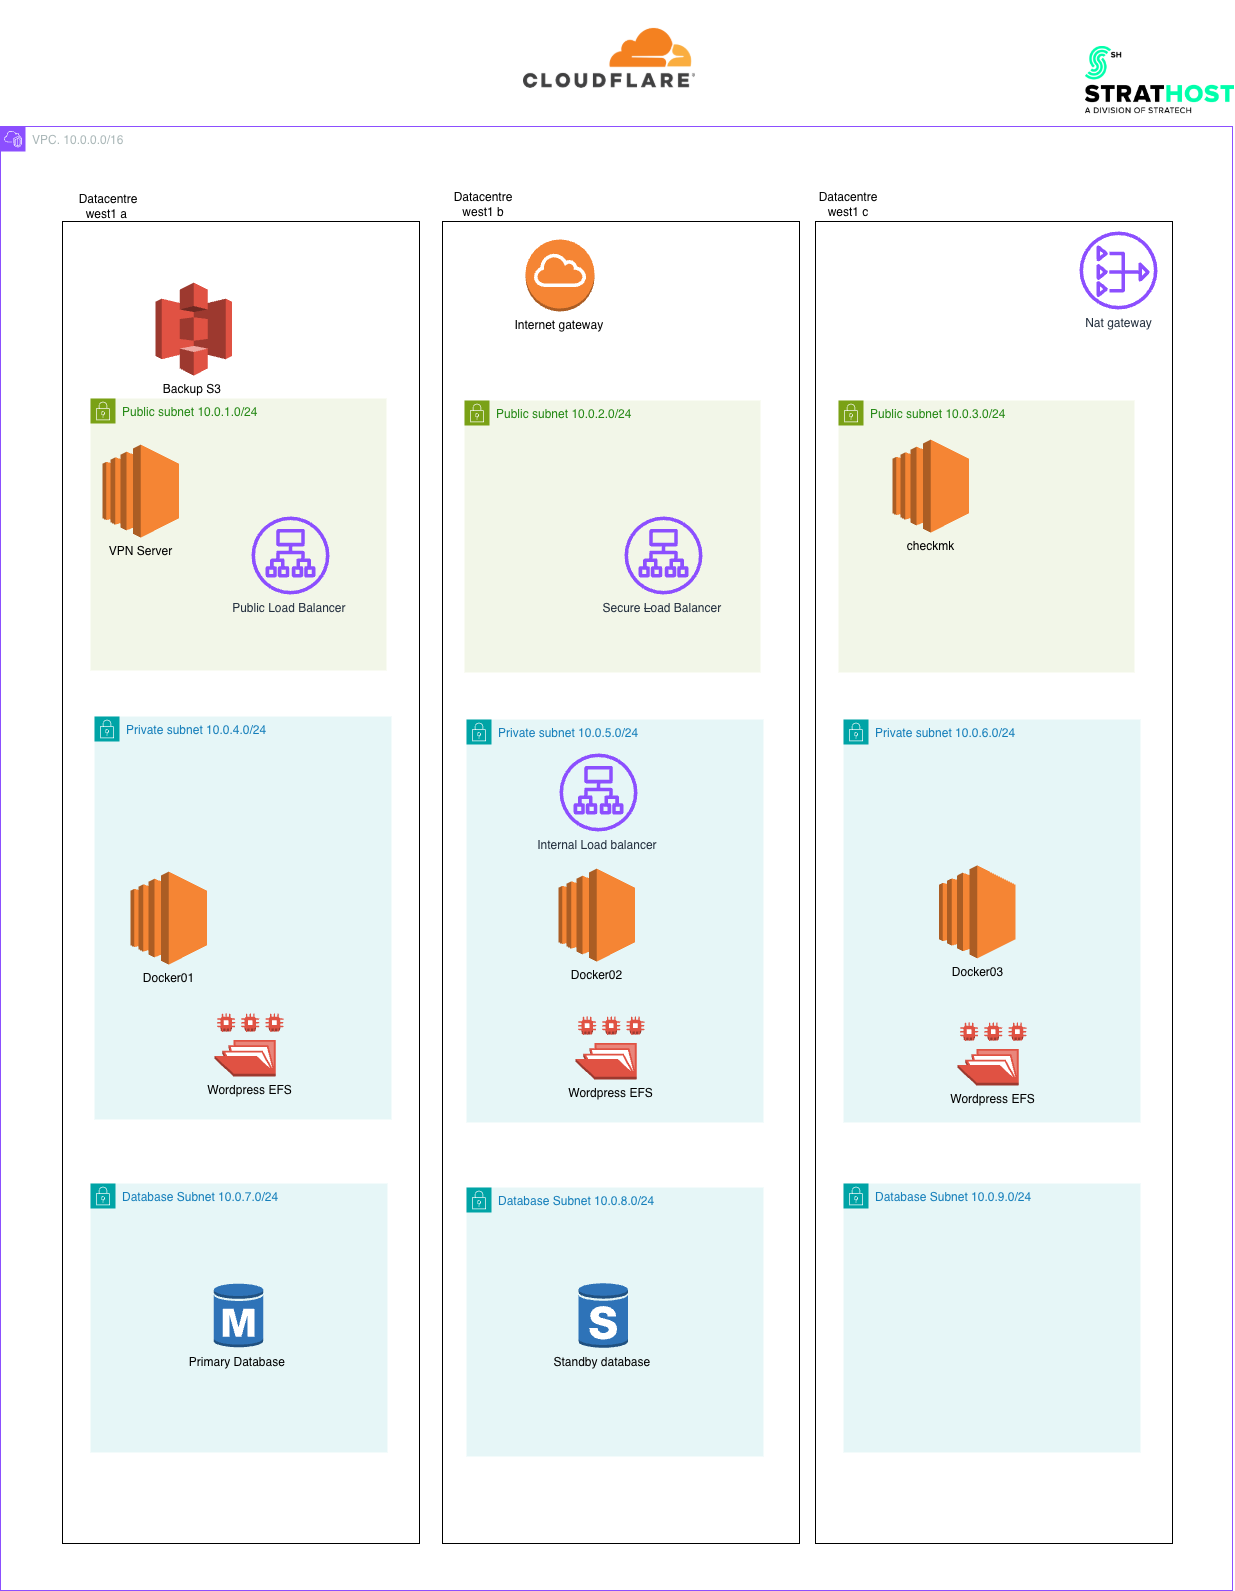 CLOUDFLARE
SH
STRATHOST
A DIVISION OF STRATECH
VPC. 10.0.0.0/16
Datacentre
west1 a
Datacentre
west1 b
Datacentre
west1 c
Backup S3
Internet gateway
Nat gateway
Public subnet 10.0.1.0/24
Public subnet 10.0.2.0/24
Public subnet 10.0.3.0/24
VPN Server
checkmk
Public Load Balancer
Secure Load Balancer
Private subnet 10.0.4.0/24
Private subnet 10.0.5.0/24
Private subnet 10.0.6.0/24
Internal Load balancer
Docker01
Docker02
Docker03
Wordpress EFS
Wordpress EFS
Wordpress EFS
Database Subnet 10.0.7.0/24
Database Subnet 10.0.8.0/24
Database Subnet 10.0.9.0/24
M
S
Primary Database
Standby database